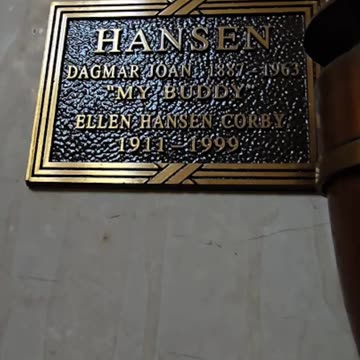 HANSEN
DAGMAR JOAN 1887-1963
"MY BUDDY"
ELLEN HANSEN CORBY
1911-1999